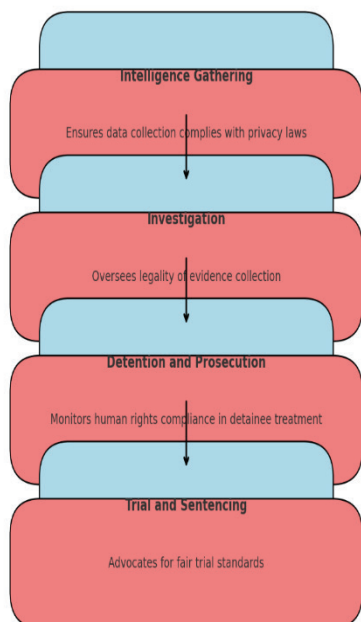 Intelligence Gathering
Ensures data collection complies with privacy laws
Investigation
Oversees legality of evidence collection
Detention and Prosecution
Monitors human rights compliance in detainee treatment
Trial and Sentencing
Advocates for fair trial standards